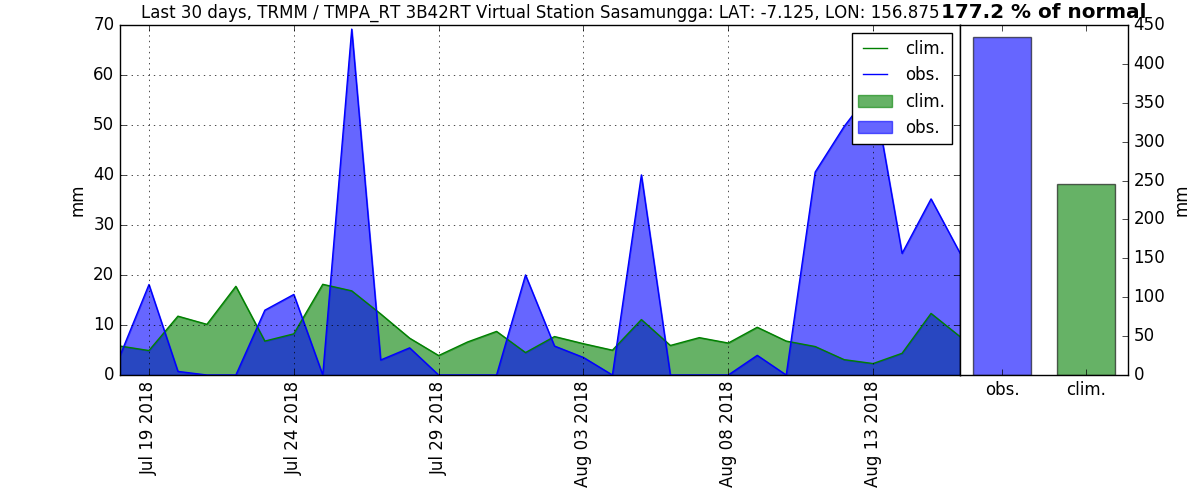 Last 30 days, TRMM / TMPA_RT 3B42RT Virtual Station Sasamungga: LAT: -7.125, LON: 156.875 177.2 % of normal
70
60
50
40
30
20
10
0
mm
clim.
obs.
clim.
obs.
450
400
350
300
250
200
150
100
50
0
mm
Jul 19 2018
Jul 24 2018
Jul 29 2018
Aug 03 2018
Aug 08 2018
Aug 13 2018
obs.
clim.